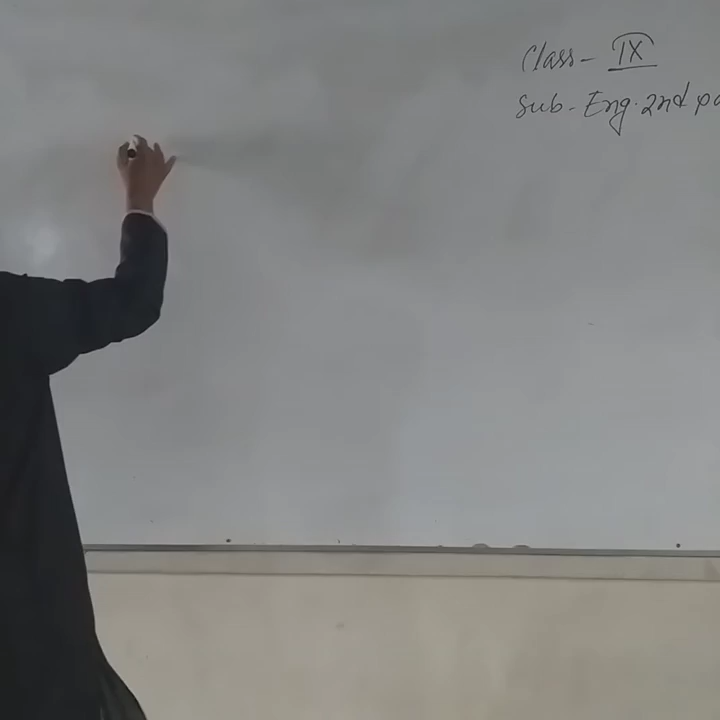 Class- IX
Sub- Eng. 2nd pa